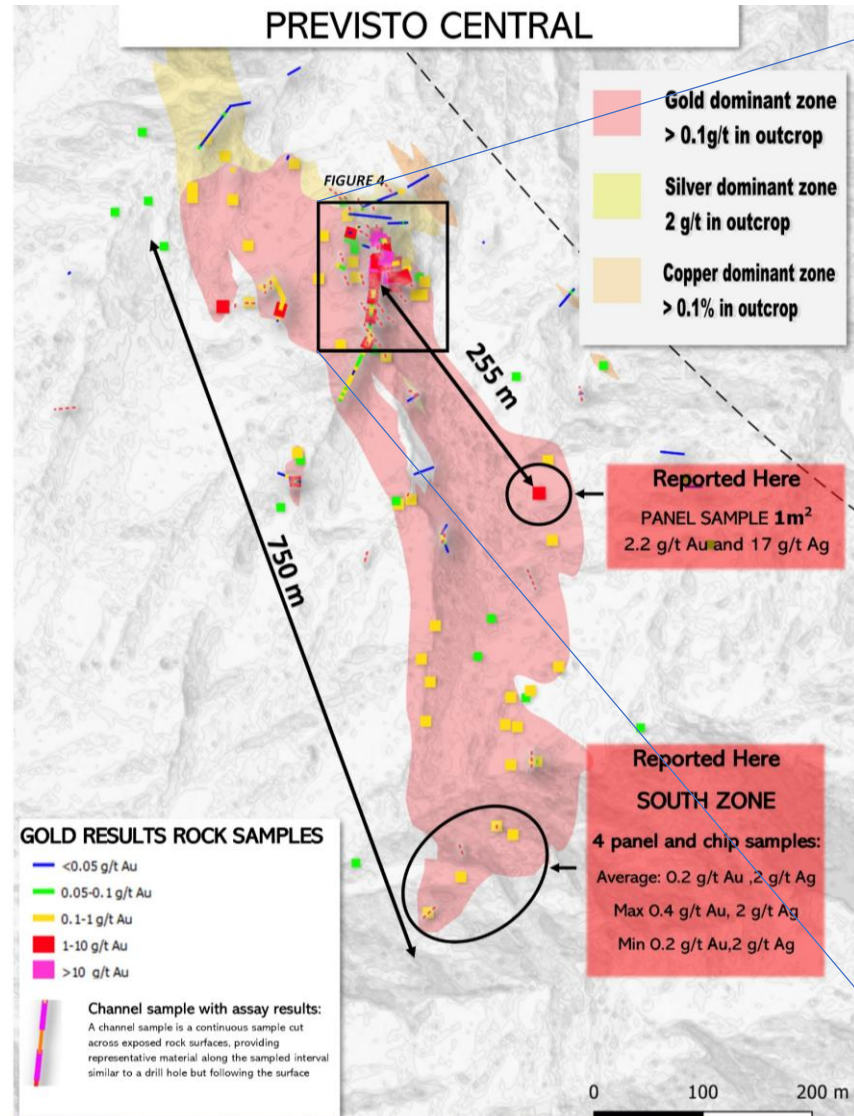 PREVISTO CENTRAL
Gold dominant zone
> 0.1g/t in outcrop
Silver dominant zone
2 g/t in outcrop
Copper dominant zone
> 0.1% in outcrop
FIGURE 4
255 m
750 m
Reported Here
PANEL SAMPLE 1m²
2.2 g/t Au and 17 g/t Ag
Reported Here
SOUTH ZONE
4 panel and chip samples:
Average: 0.2 g/t Au ,2 g/t Ag
Max 0.4 g/t Au, 2 g/t Ag
Min 0.2 g/t Au,2 g/t Ag
GOLD RESULTS ROCK SAMPLES
<0.05 g/t Au
0.05-0.1 g/t Au
0.1-1 g/t Au
1-10 g/t Au
>10 g/t Au
Channel sample with assay results:
A channel sample is a continuous sample cut
across exposed rock surfaces, providing
representative material along the sampled interval
similar to a drill hole but following the surface
0 100 200 m